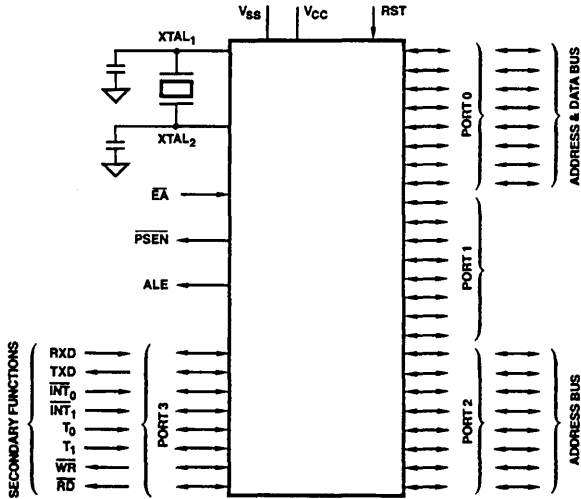 VSS VCC RST
XTAL1
XTAL2
EA
PSEN
ALE
SECONDARY FUNCTIONS
RXD
TXD
INT0
INT1
T0
T1
WR
RD
PORT 3
PORT 0
ADDRESS & DATA BUS
PORT 1
PORT 2
ADDRESS BUS